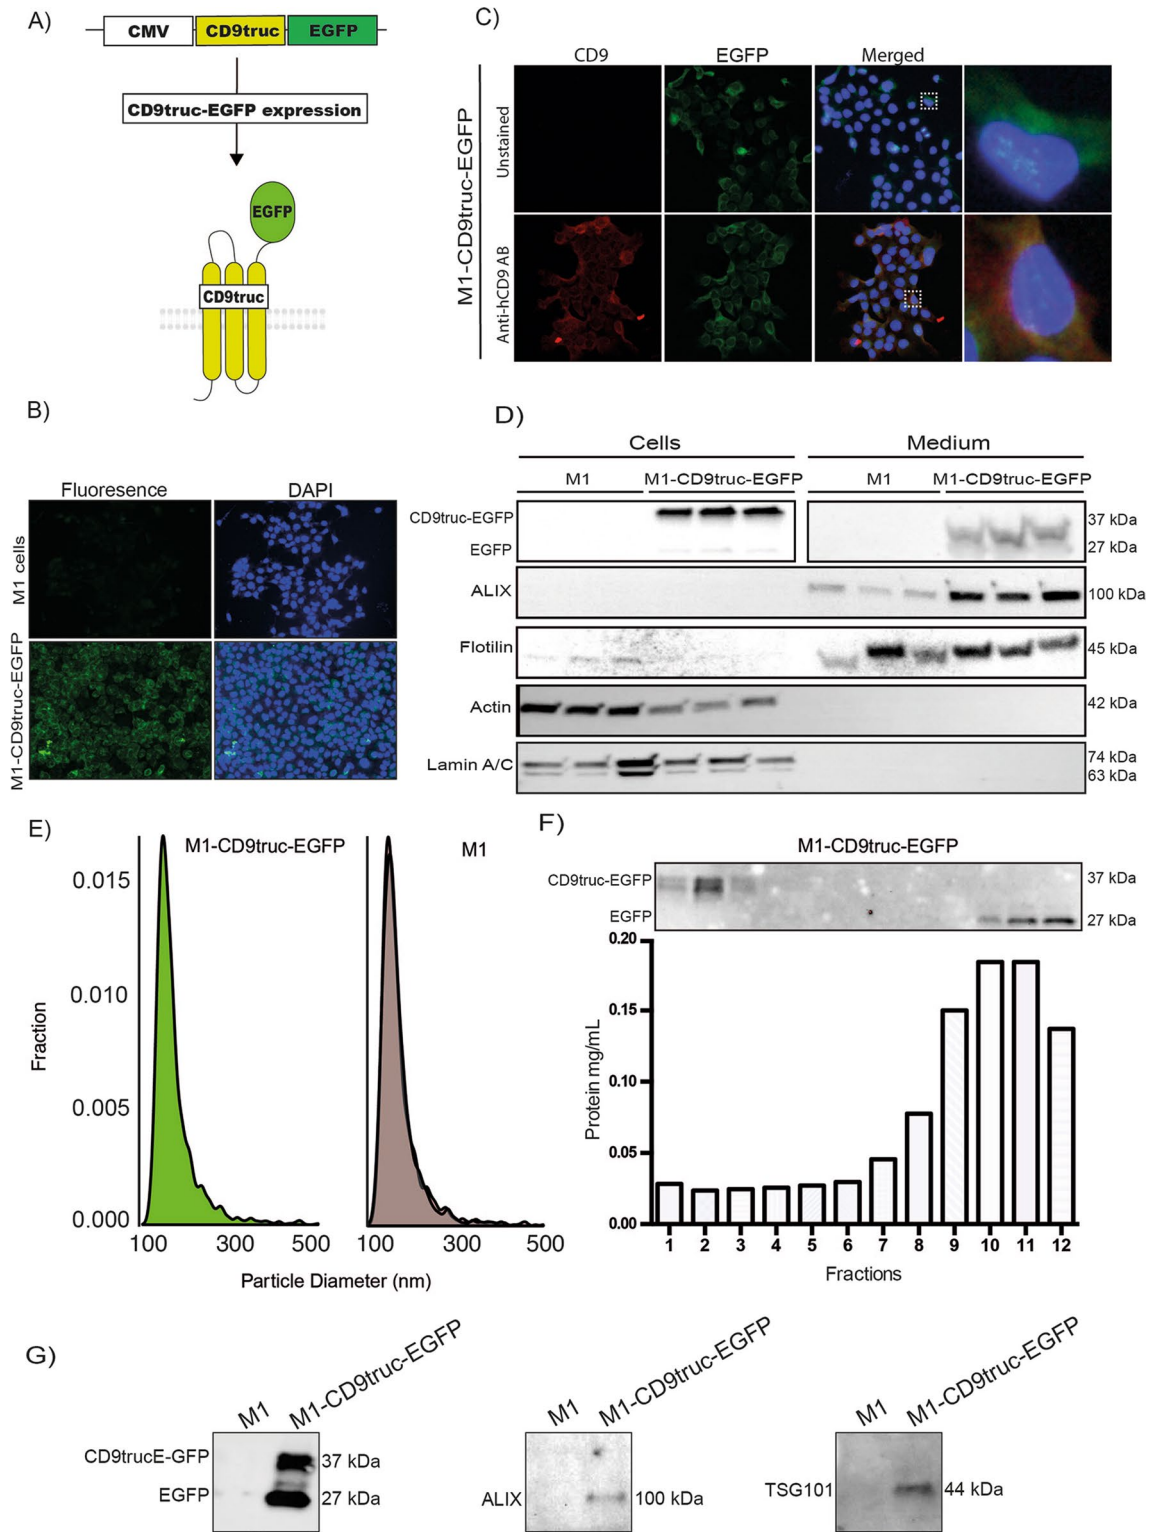 A)
CMV CD9truc EGFP
CD9truc-EGFP expression
EGFP
CD9truc
B)
Fluoresence DAPI
M1 cells
M1-CD9truc-EGFP
C)
CD9 EGFP Merged
M1-CD9truc-EGFP
Unstained
Anti-hCD9 AB
D)
Cells Medium
M1 M1-CD9truc-EGFP M1 M1-CD9truc-EGFP
CD9truc-EGFP 37 kDa
EGFP 27 kDa
ALIX 100 kDa
Flotilin 45 kDa
Actin 42 kDa
Lamin A/C 74 kDa
63 kDa
E)
M1-CD9truc-EGFP M1
0.015
0.010
0.005
0.000
Fraction
100 300 500 100 300 500
Particle Diameter (nm)
F)
M1-CD9truc-EGFP
CD9truc-EGFP 37 kDa
EGFP 27 kDa
0.20
0.15
0.10
0.05
0.00
Protein mg/mL
1 2 3 4 5 6 7 8 9 10 11 12
Fractions
G)
M1 M1-CD9truc-EGFP
CD9trucE-GFP 37 kDa
EGFP 27 kDa
M1 M1-CD9truc-EGFP
ALIX 100 kDa
M1 M1-CD9truc-EGFP
TSG101 44 kDa